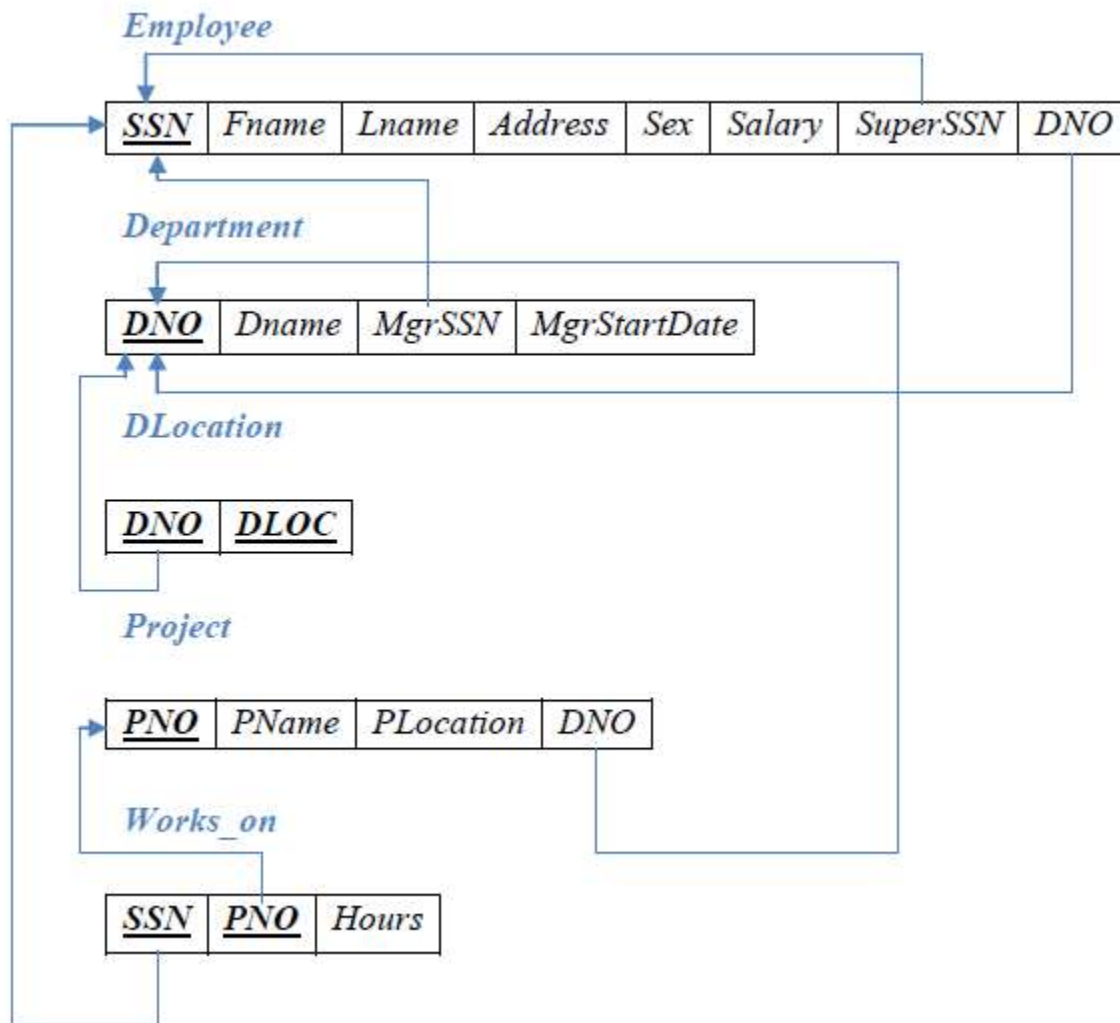 Employee
SSN Fname Lname Address Sex Salary SuperSSN DNO
Department
DNO Dname MgrSSN MgrStartDate
DLocation
DNO DLOC
Project
PNO PName PLocation DNO
Works_on
SSN PNO Hours